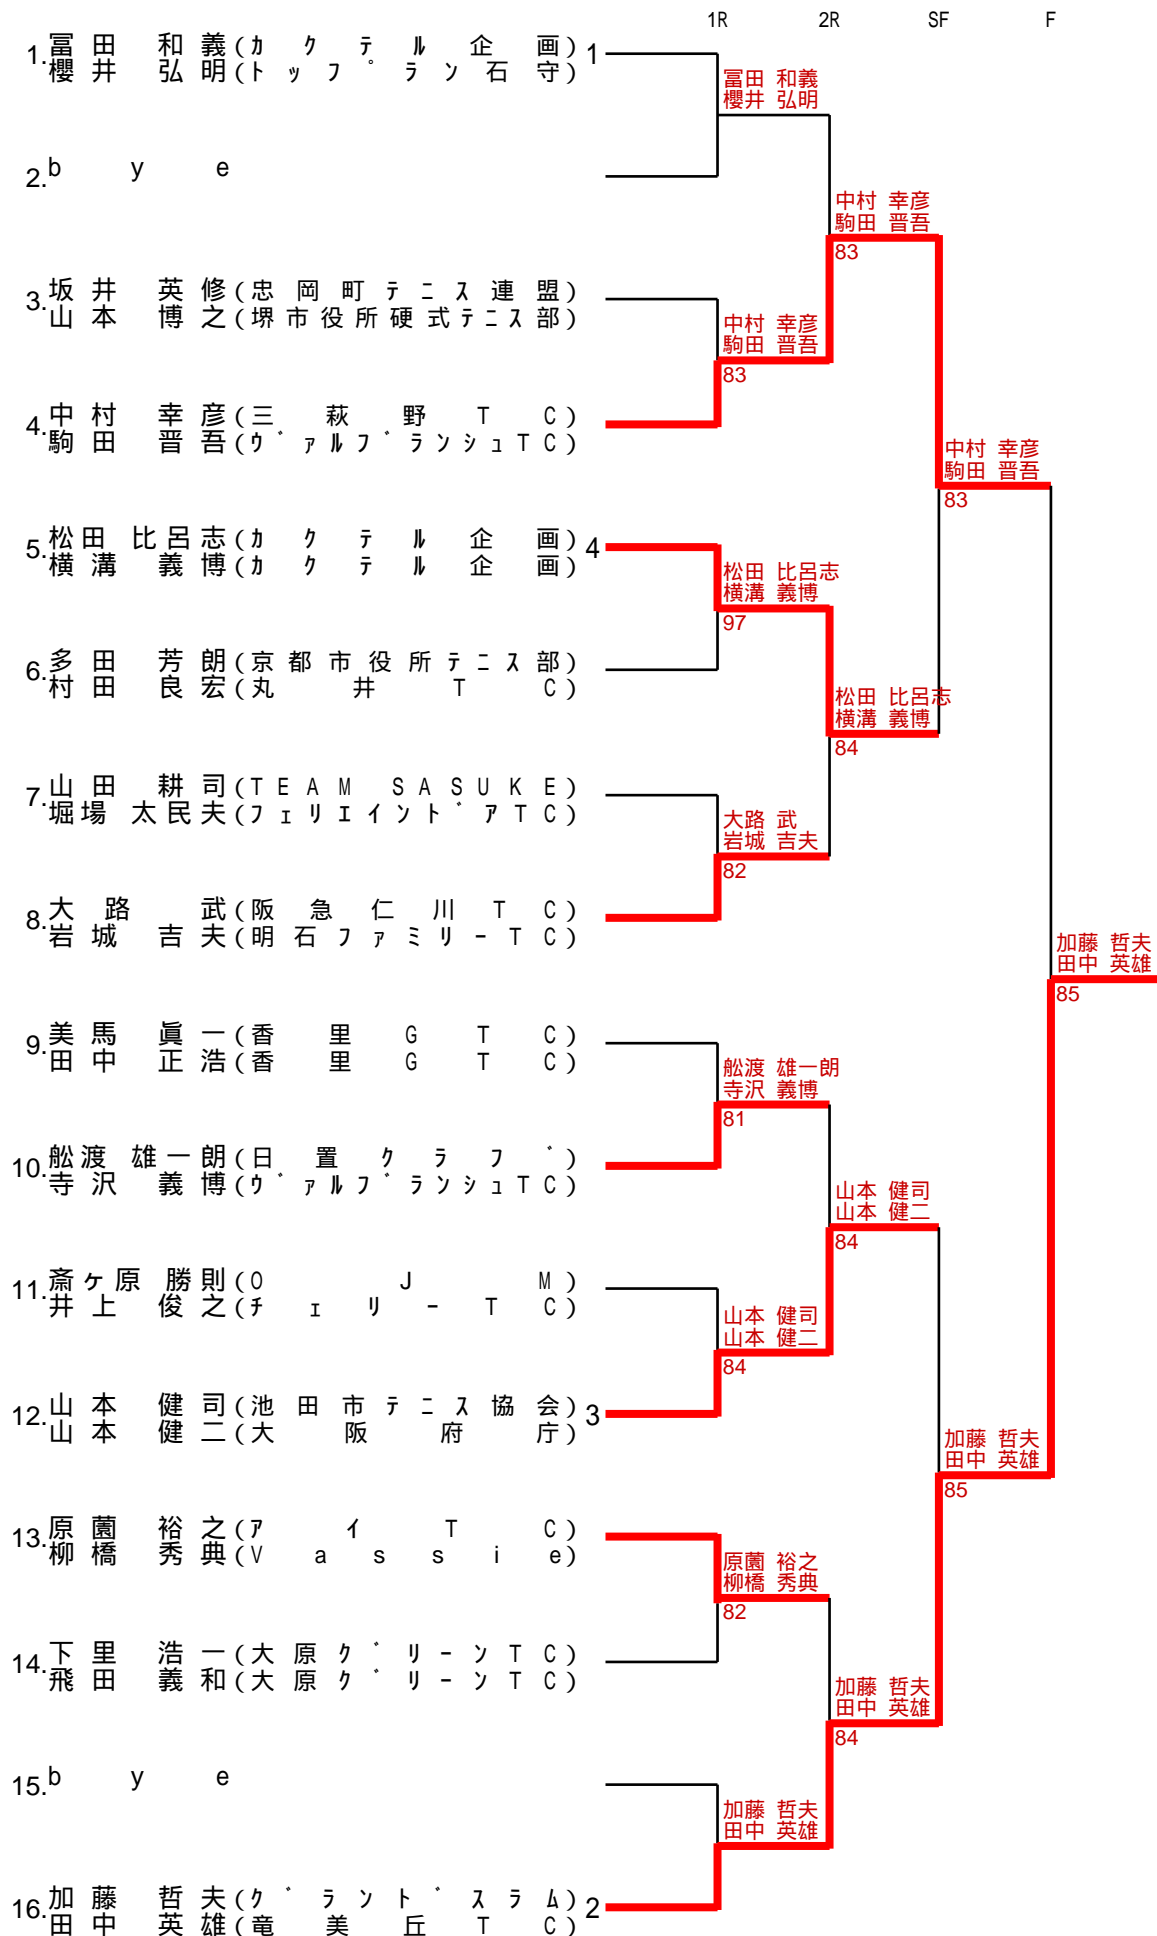 1R 2R SF F
1. 冨田 和義(カクテル企画) 1
櫻井 弘明(トップラン石守)
冨田 和義
櫻井 弘明
2. bye
中村 幸彦
駒田 晋吾
83
3. 坂井 英修(忠岡町テニス連盟)
山本 博之(堺市役所硬式テニス部)
中村 幸彦
駒田 晋吾
83
4. 中村 幸彦(三萩野TC)
駒田 晋吾(ヴァルブランシュTC)
中村 幸彦
駒田 晋吾
83
5. 松田 比呂志(カクテル企画) 4
横溝 義博(カクテル企画)
松田 比呂志
横溝 義博
97
6. 多田 芳朗(京都市役所テニス部)
村田 良宏(丸井TC)
松田 比呂志
横溝 義博
84
7. 山田 耕司(TEAM SASUKE)
堀場 太民夫(フェリエインドアTC)
大路 武
岩城 吉夫
82
8. 大路 武(阪急仁川TC)
岩城 吉夫(明石ファミリーTC)
加藤 哲夫
田中 英雄
85
9. 美馬 眞一(香里GTC)
田中 正浩(香里GTC)
舩渡 雄一朗
寺沢 義博
81
10. 舩渡 雄一朗(日置クラブ)
寺沢 義博(ヴァルブランシュTC)
山本 健司
山本 健二
84
11. 斎ヶ原 勝則(OJM)
井上 俊之(チェリーTC)
山本 健司
山本 健二
84
12. 山本 健司(池田市テニス協会) 3
山本 健二(大阪府庁)
加藤 哲夫
田中 英雄
85
13. 原薗 裕之(アイTC)
柳橋 秀典(Vassie)
原薗 裕之
柳橋 秀典
82
14. 下里 浩一(大原グリーンTC)
飛田 義和(大原グリーンTC)
加藤 哲夫
田中 英雄
84
15. bye
加藤 哲夫
田中 英雄
16. 加藤 哲夫(グランドスラム) 2
田中 英雄(竜美丘TC)